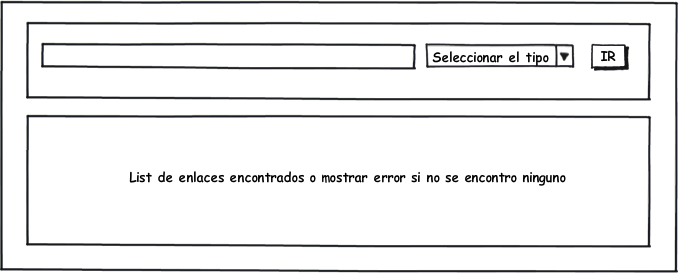 Seleccionar el tipo
IR
List de enlaces encontrados o mostrar error si no se encontro ninguno